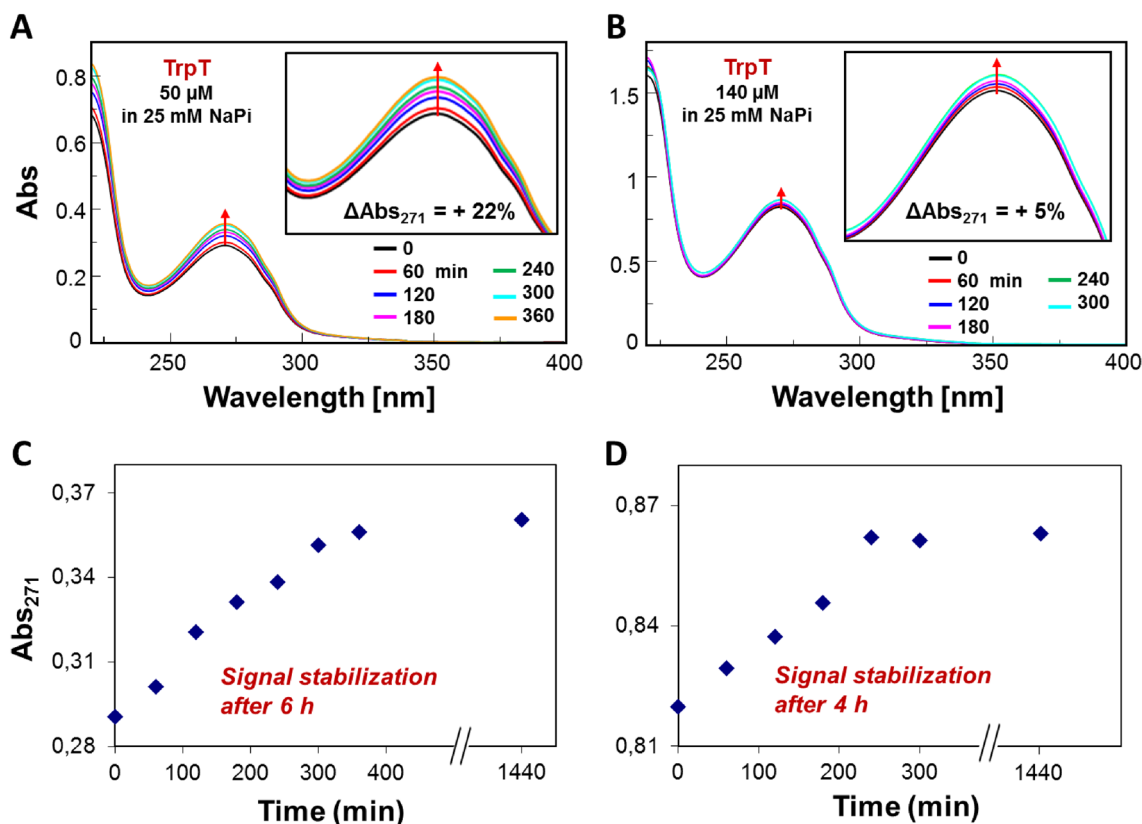 A
TrpT
50 µM
in 25 mM NaPi
ΔAbs271 = + 22%
0
60 min
120
180
240
300
360
Abs
0.8
0.6
0.4
0.2
0
250
300
350
400
Wavelength [nm]
B
TrpT
140 µM
in 25 mM NaPi
ΔAbs271 = + 5%
0
60 min
120
180
240
300
1.5
1
0.5
0
250
300
350
400
Wavelength [nm]
C
Abs271
0,37
0,34
0,31
0,28
Signal stabilization
after 6 h
0 100 200 300 400 1440
Time (min)
D
0,87
0,84
0,81
Signal stabilization
after 4 h
0 100 200 300 1440
Time (min)